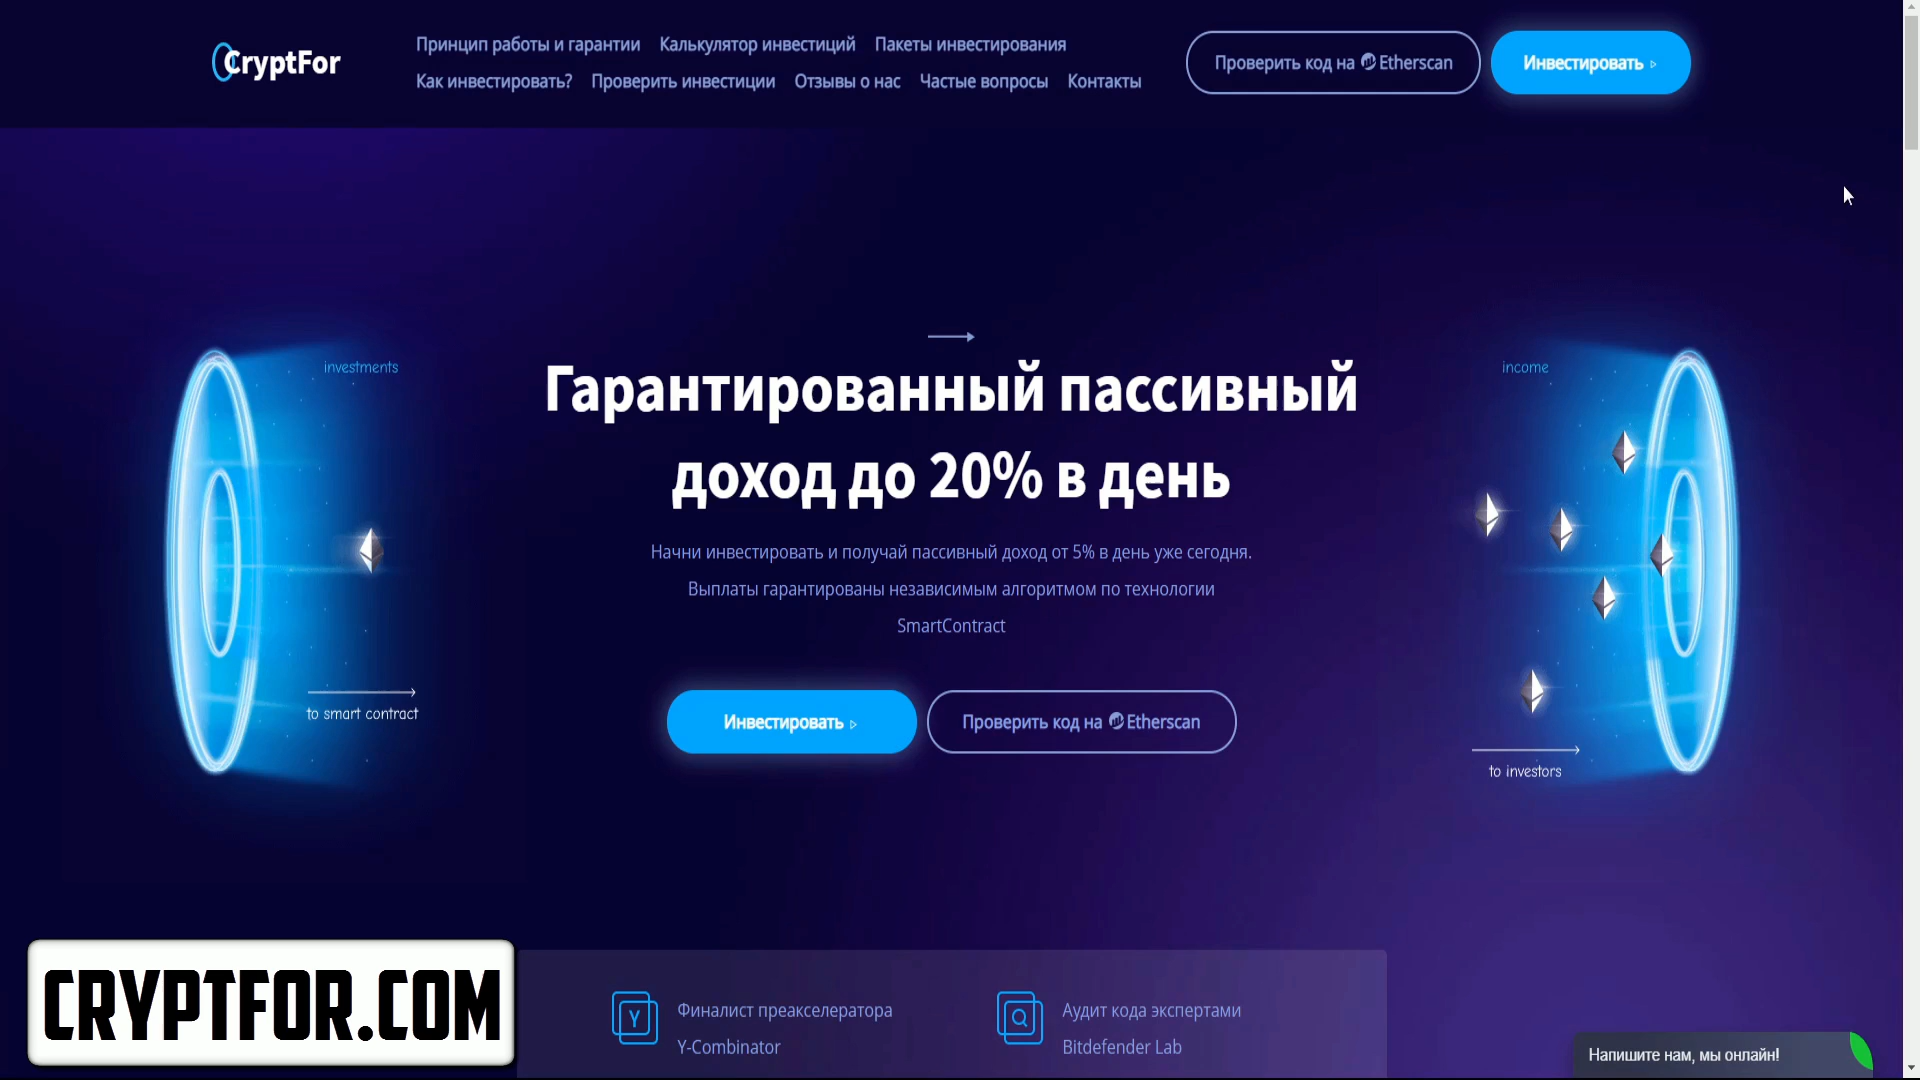 CryptFor
Принцип работы и гарантии Калькулятор инвестиций Пакеты инвестирования
Как инвестировать? Проверить инвестиции Отзывы о нас Частые вопросы Контакты
Проверить код на Etherscan
Инвестировать
investments
to smart contract
Гарантированный пассивный
доход до 20% в день
Начни инвестировать и получай пассивный доход от 5% в день уже сегодня.
Выплаты гарантированы независимым алгоритмом по технологии
SmartContract
Инвестировать
Проверить код на Etherscan
income
to investors
CRYPTFOR.COM
Y
Финалист преакселератора
Y-Combinator
Аудит кода экспертами
Bitdefender Lab
Напишите нам, мы онлайн!